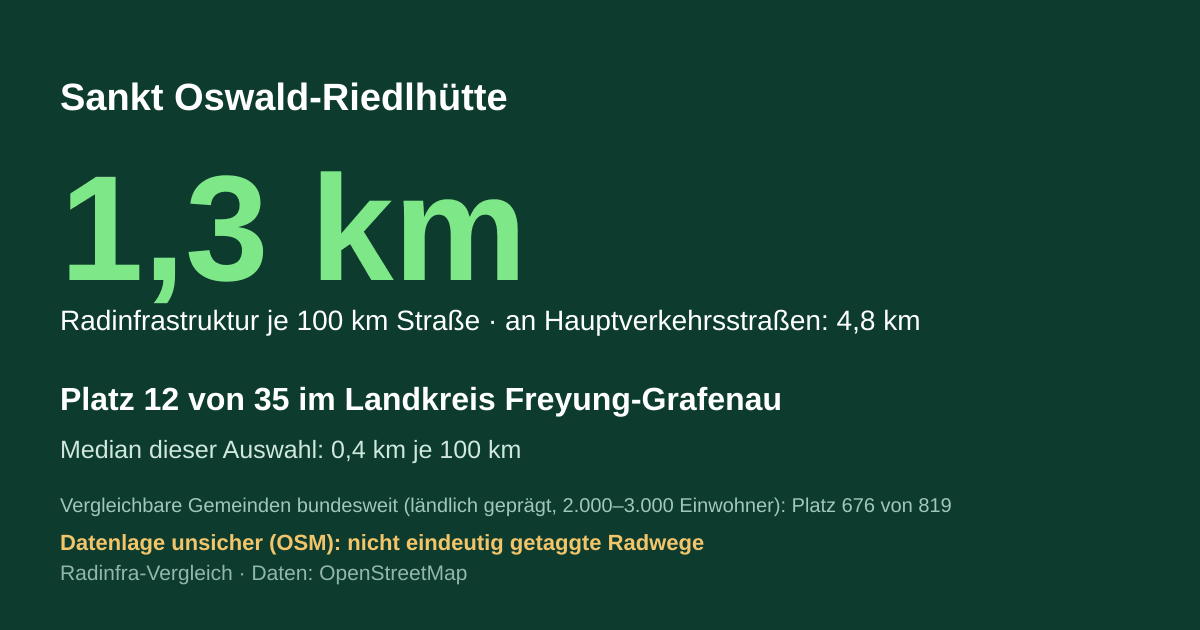 Sankt Oswald-Riedlhütte
1,3 km
Radinfrastruktur je 100 km Straße · an Hauptverkehrsstraßen: 4,8 km
Platz 12 von 35 im Landkreis Freyung-Grafenau
Median dieser Auswahl: 0,4 km je 100 km
Vergleichbare Gemeinden bundesweit (ländlich geprägt, 2.000–3.000 Einwohner): Platz 676 von 819
Datenlage unsicher (OSM): nicht eindeutig getaggte Radwege
Radinfra-Vergleich · Daten: OpenStreetMap